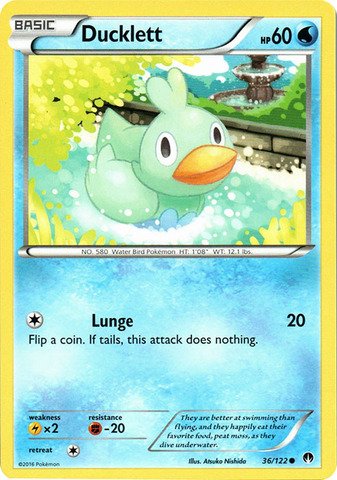 BASIC
Ducklett
HP60
NO. 580 Water Bird Pokémon HT: 1'08" WT: 12.1 lbs.
Lunge 20
Flip a coin. If tails, this attack does nothing.
weakness
×2
resistance
-20
retreat
They are better at swimming than
flying, and they happily eat their
favorite food, peat moss, as they
dive underwater.
©2016 Pokémon
Illus. Atsuko Nishida
36/122